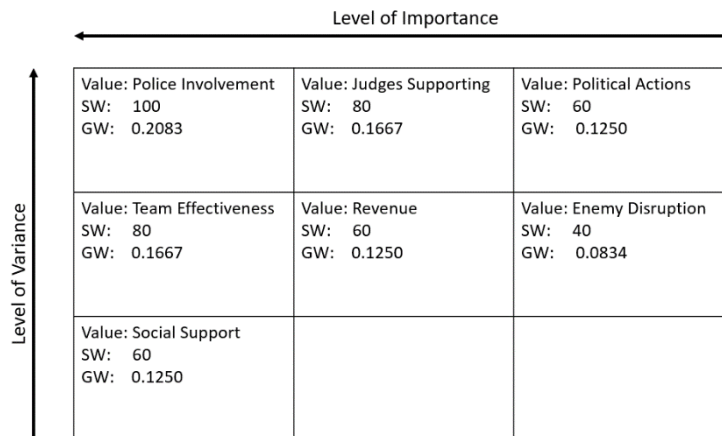 Level of Importance
Level of Variance
Value: Police Involvement
SW: 100
GW: 0.2083
Value: Judges Supporting
SW: 80
GW: 0.1667
Value: Political Actions
SW: 60
GW: 0.1250
Value: Team Effectiveness
SW: 80
GW: 0.1667
Value: Revenue
SW: 60
GW: 0.1250
Value: Enemy Disruption
SW: 40
GW: 0.0834
Value: Social Support
SW: 60
GW: 0.1250